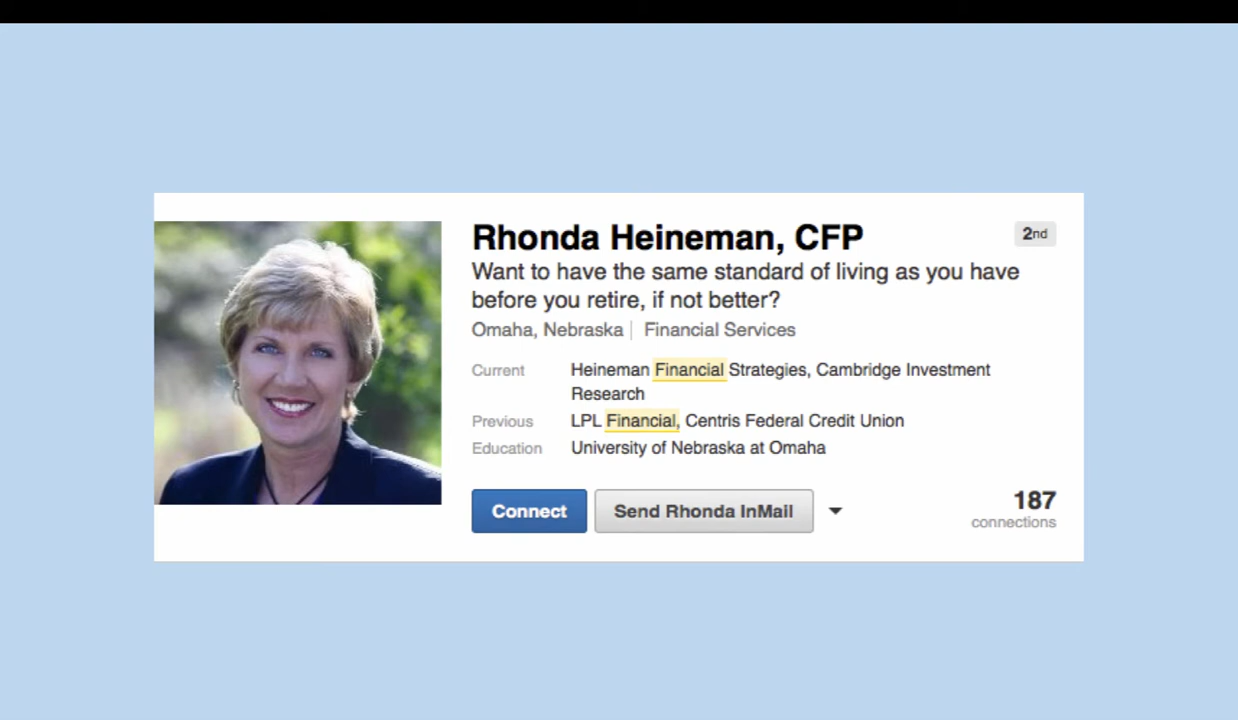 Rhonda Heineman, CFP
2nd
Want to have the same standard of living as you have
before you retire, if not better?
Omaha, Nebraska | Financial Services
Current Heineman Financial Strategies, Cambridge Investment
Research
Previous LPL Financial, Centris Federal Credit Union
Education University of Nebraska at Omaha
Connect Send Rhonda InMail
187
connections